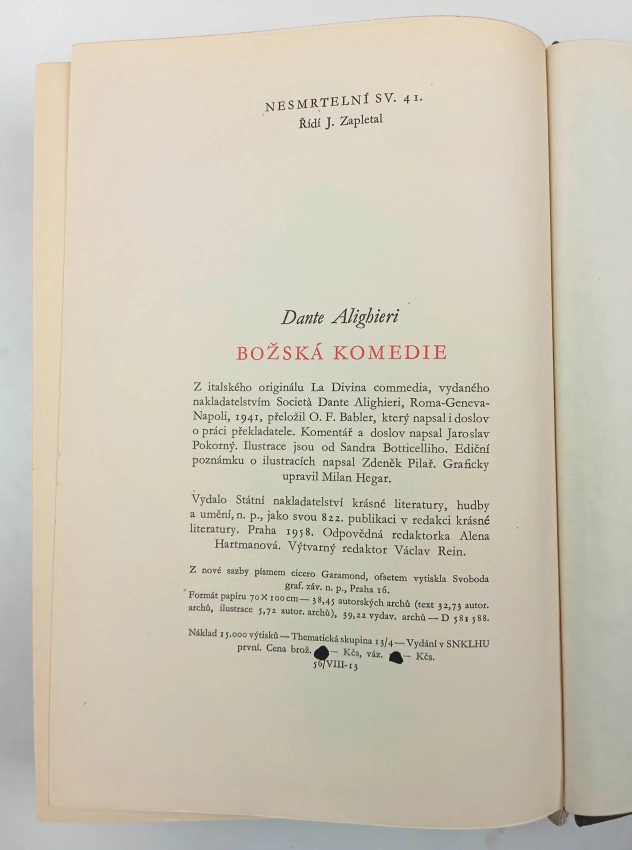 NESMRTELNÍ SV. 41.
Řídí J. Zapletal
Dante Alighieri
BOŽSKÁ KOMEDIE
Z italského originálu La Divina commedia, vydaného
nakladatelstvím Società Dante Alighieri, Roma-Geneva-
Napoli, 1941, přeložil O. F. Babler, který napsal i doslov
o práci překladatele. Komentář a doslov napsal Jaroslav
Pokorný. Ilustrace jsou od Sandra Botticelliho. Ediční
poznámku o ilustracích napsal Zdeněk Pilař. Graficky
upravil Milan Hegar.
Vydalo Státní nakladatelství krásné literatury, hudby
a umění, n. p., jako svou 822. publikaci v redakci krásné
literatury. Praha 1958. Odpovědná redaktorka Alena
Hartmanová. Výtvarný redaktor Václav Rein.
Z nové sazby písmem cicero Garamond, ofsetem vytiskla Svoboda
graf. záv. n. p., Praha 16.
Formát papíru 70×100 cm — 38,45 autorských archů (text 32,73 autor.
archů, ilustrace 5,72 autor. archů), 39,22 vydav. archů — D 581 588.
Náklad 15.000 výtisků — Thematická skupina 13/4 — Vydání v SNKLHU
první. Cena brož. — Kčs, váz. — Kčs.
56/VIII-13